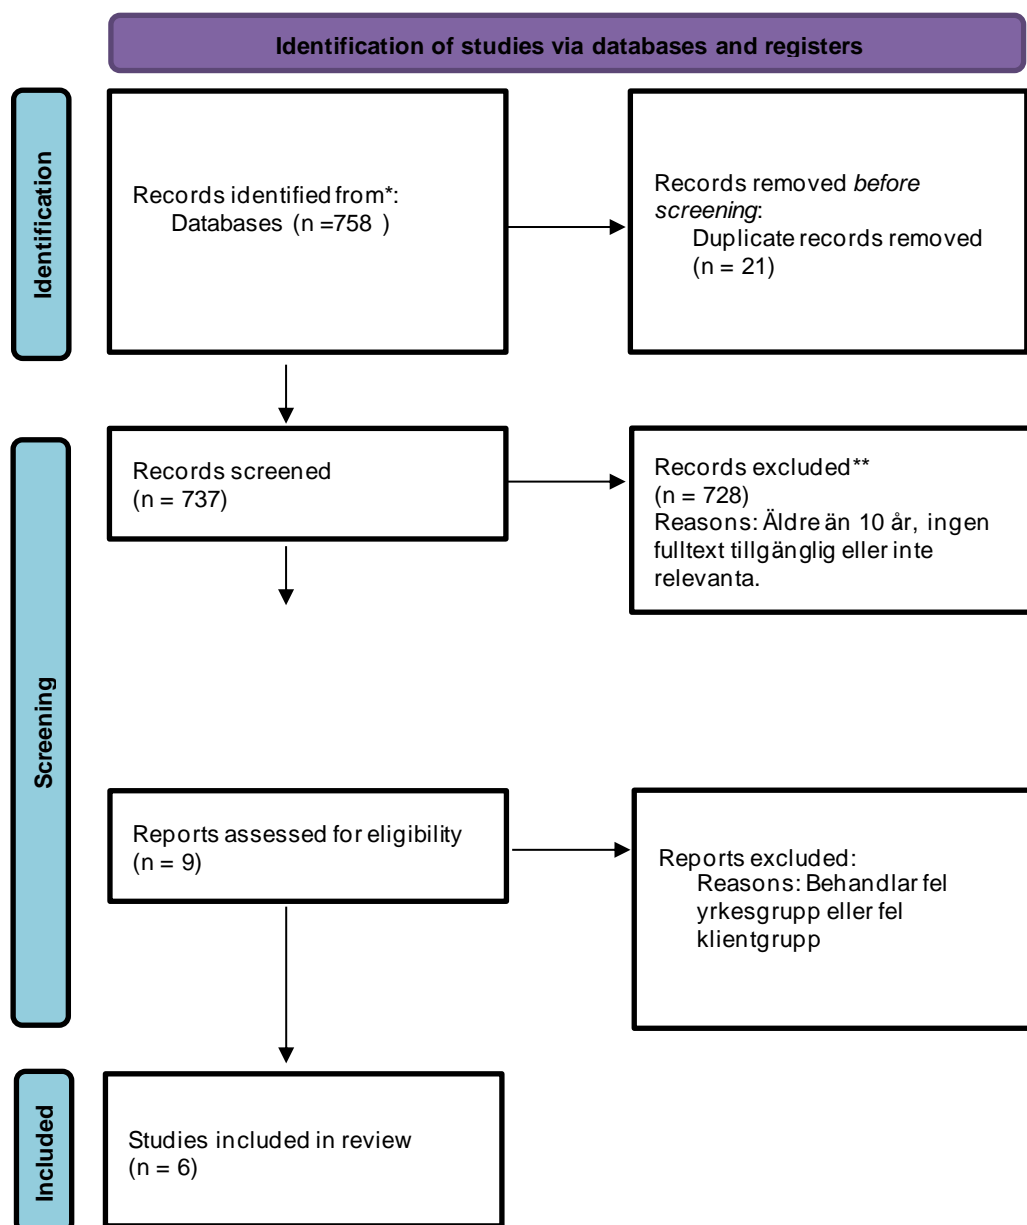 Identification of studies via databases and registers
Identification
Records identified from*:
Databases (n =758 )
Records removed before
screening:
Duplicate records removed
(n = 21)
Screening
Records screened
(n = 737)
Records excluded**
(n = 728)
Reasons: Äldre än 10 år, ingen
fulltext tillgänglig eller inte
relevanta.
Reports assessed for eligibility
(n = 9)
Reports excluded:
Reasons: Behandlar fel
yrkesgrupp eller fel
klientgrupp
Included
Studies included in review
(n = 6)